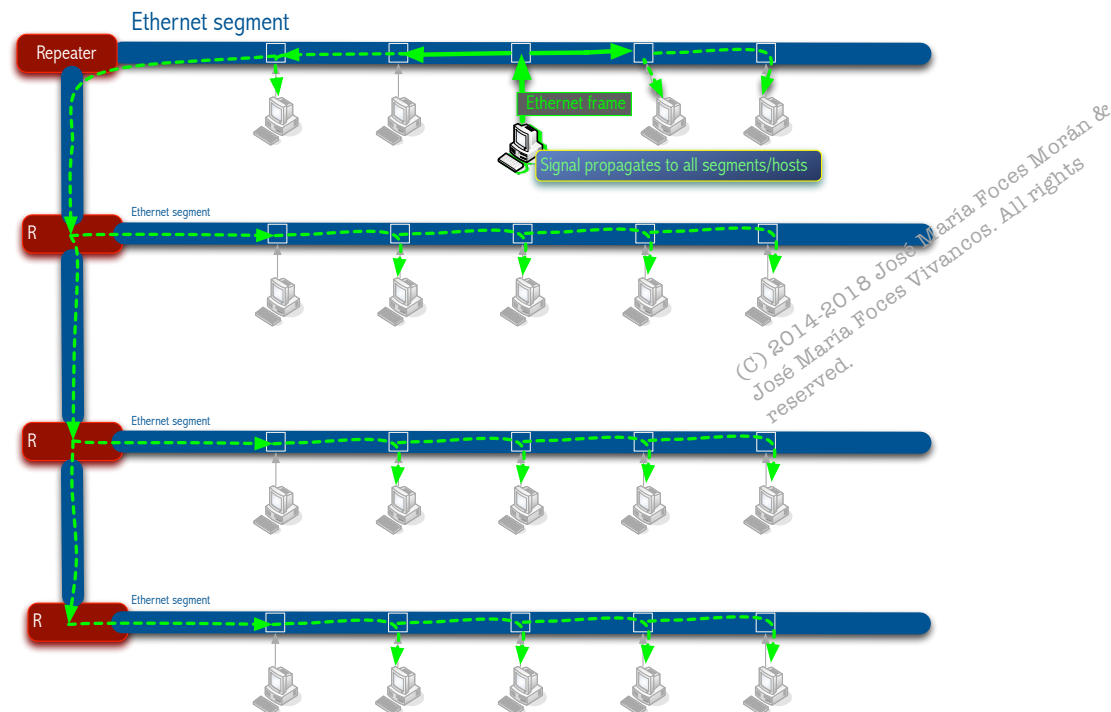 Ethernet segment
Repeater
Ethernet frame
Signal propagates to all segments/hosts
(C) 2014-2018 José María Foces Morán &
José María Foces Vivancos. All rights
reserved.
Ethernet segment
R
Ethernet segment
R
Ethernet segment
R